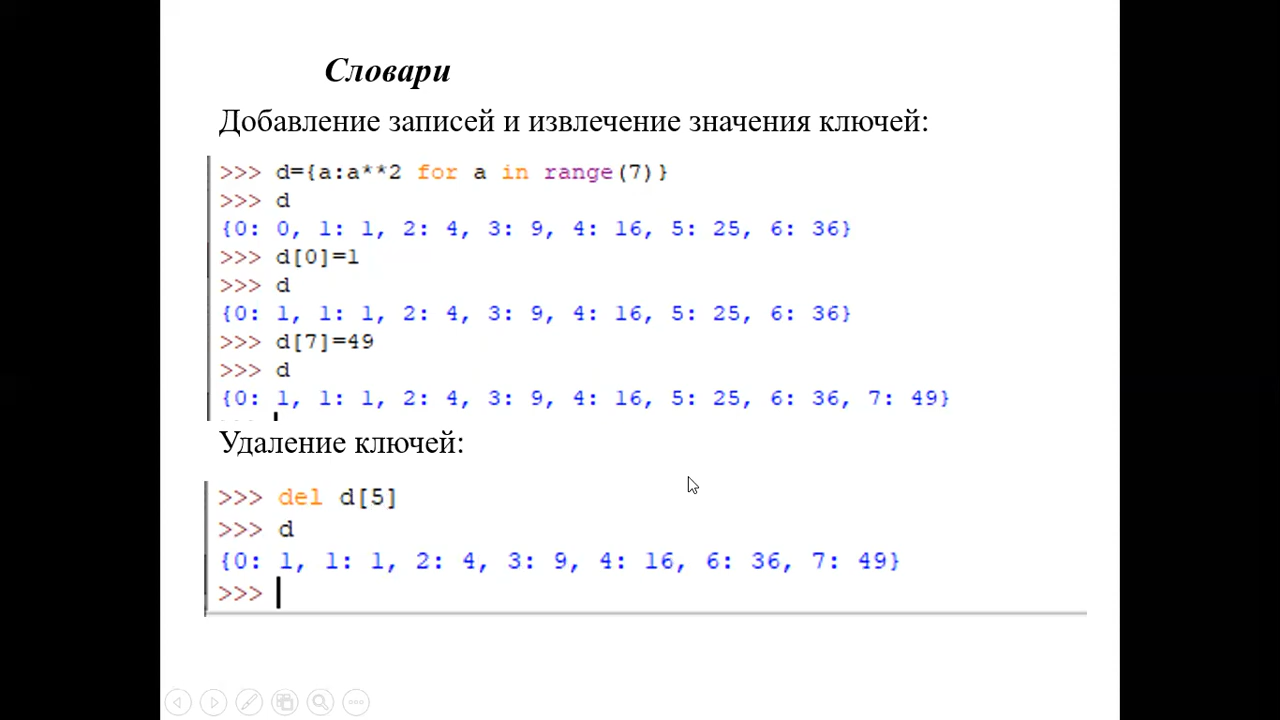 Словари
Добавление записей и извлечение значения ключей:
>>> d={a:a**2 for a in range(7)}
>>> d
{0: 0, 1: 1, 2: 4, 3: 9, 4: 16, 5: 25, 6: 36}
>>> d[0]=1
>>> d
{0: 1, 1: 1, 2: 4, 3: 9, 4: 16, 5: 25, 6: 36}
>>> d[7]=49
>>> d
{0: 1, 1: 1, 2: 4, 3: 9, 4: 16, 5: 25, 6: 36, 7: 49}
Удаление ключей:
>>> del d[5]
>>> d
{0: 1, 1: 1, 2: 4, 3: 9, 4: 16, 6: 36, 7: 49}
>>>